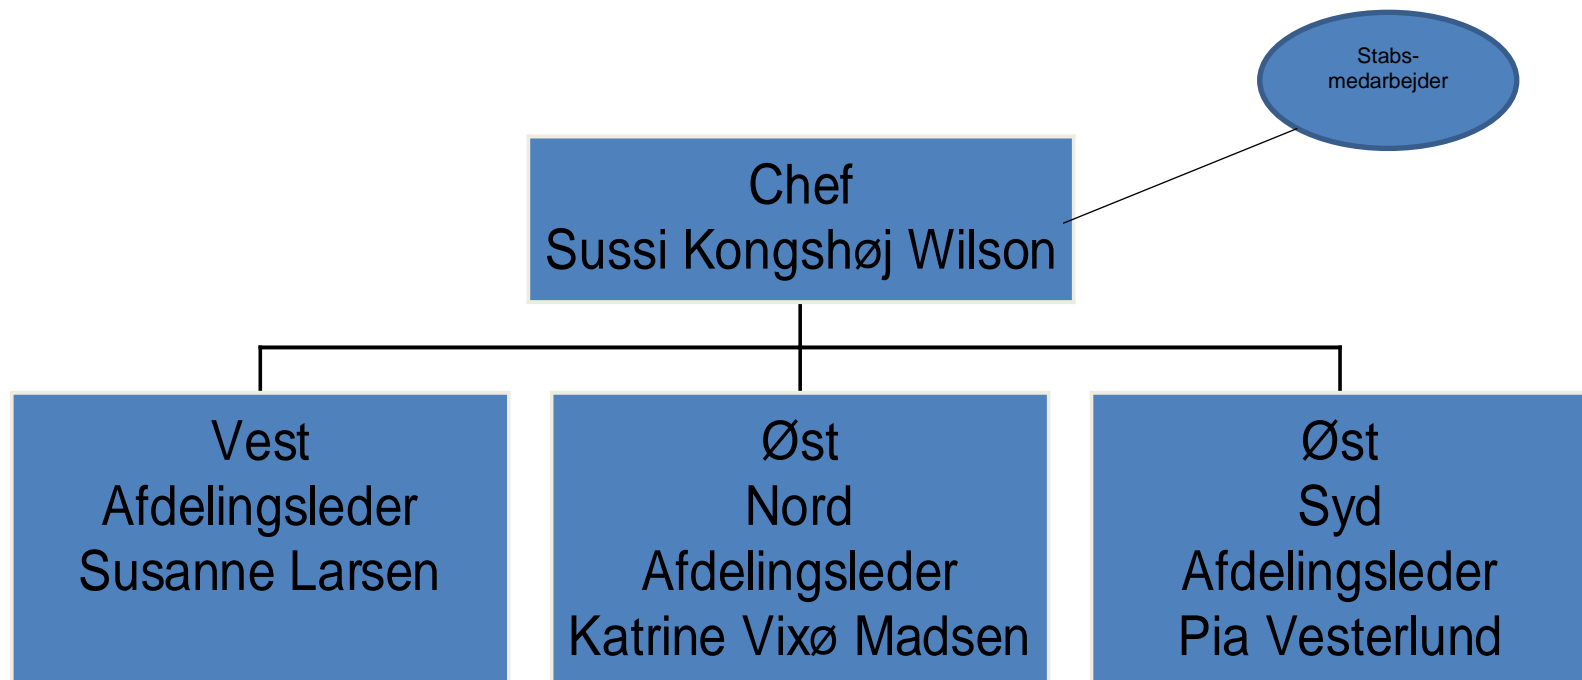 Stabs-
medarbejder
Chef
Sussi Kongshøj Wilson
Vest
Afdelingsleder
Susanne Larsen
Øst
Nord
Afdelingsleder
Katrine Vixø Madsen
Øst
Syd
Afdelingsleder
Pia Vesterlund